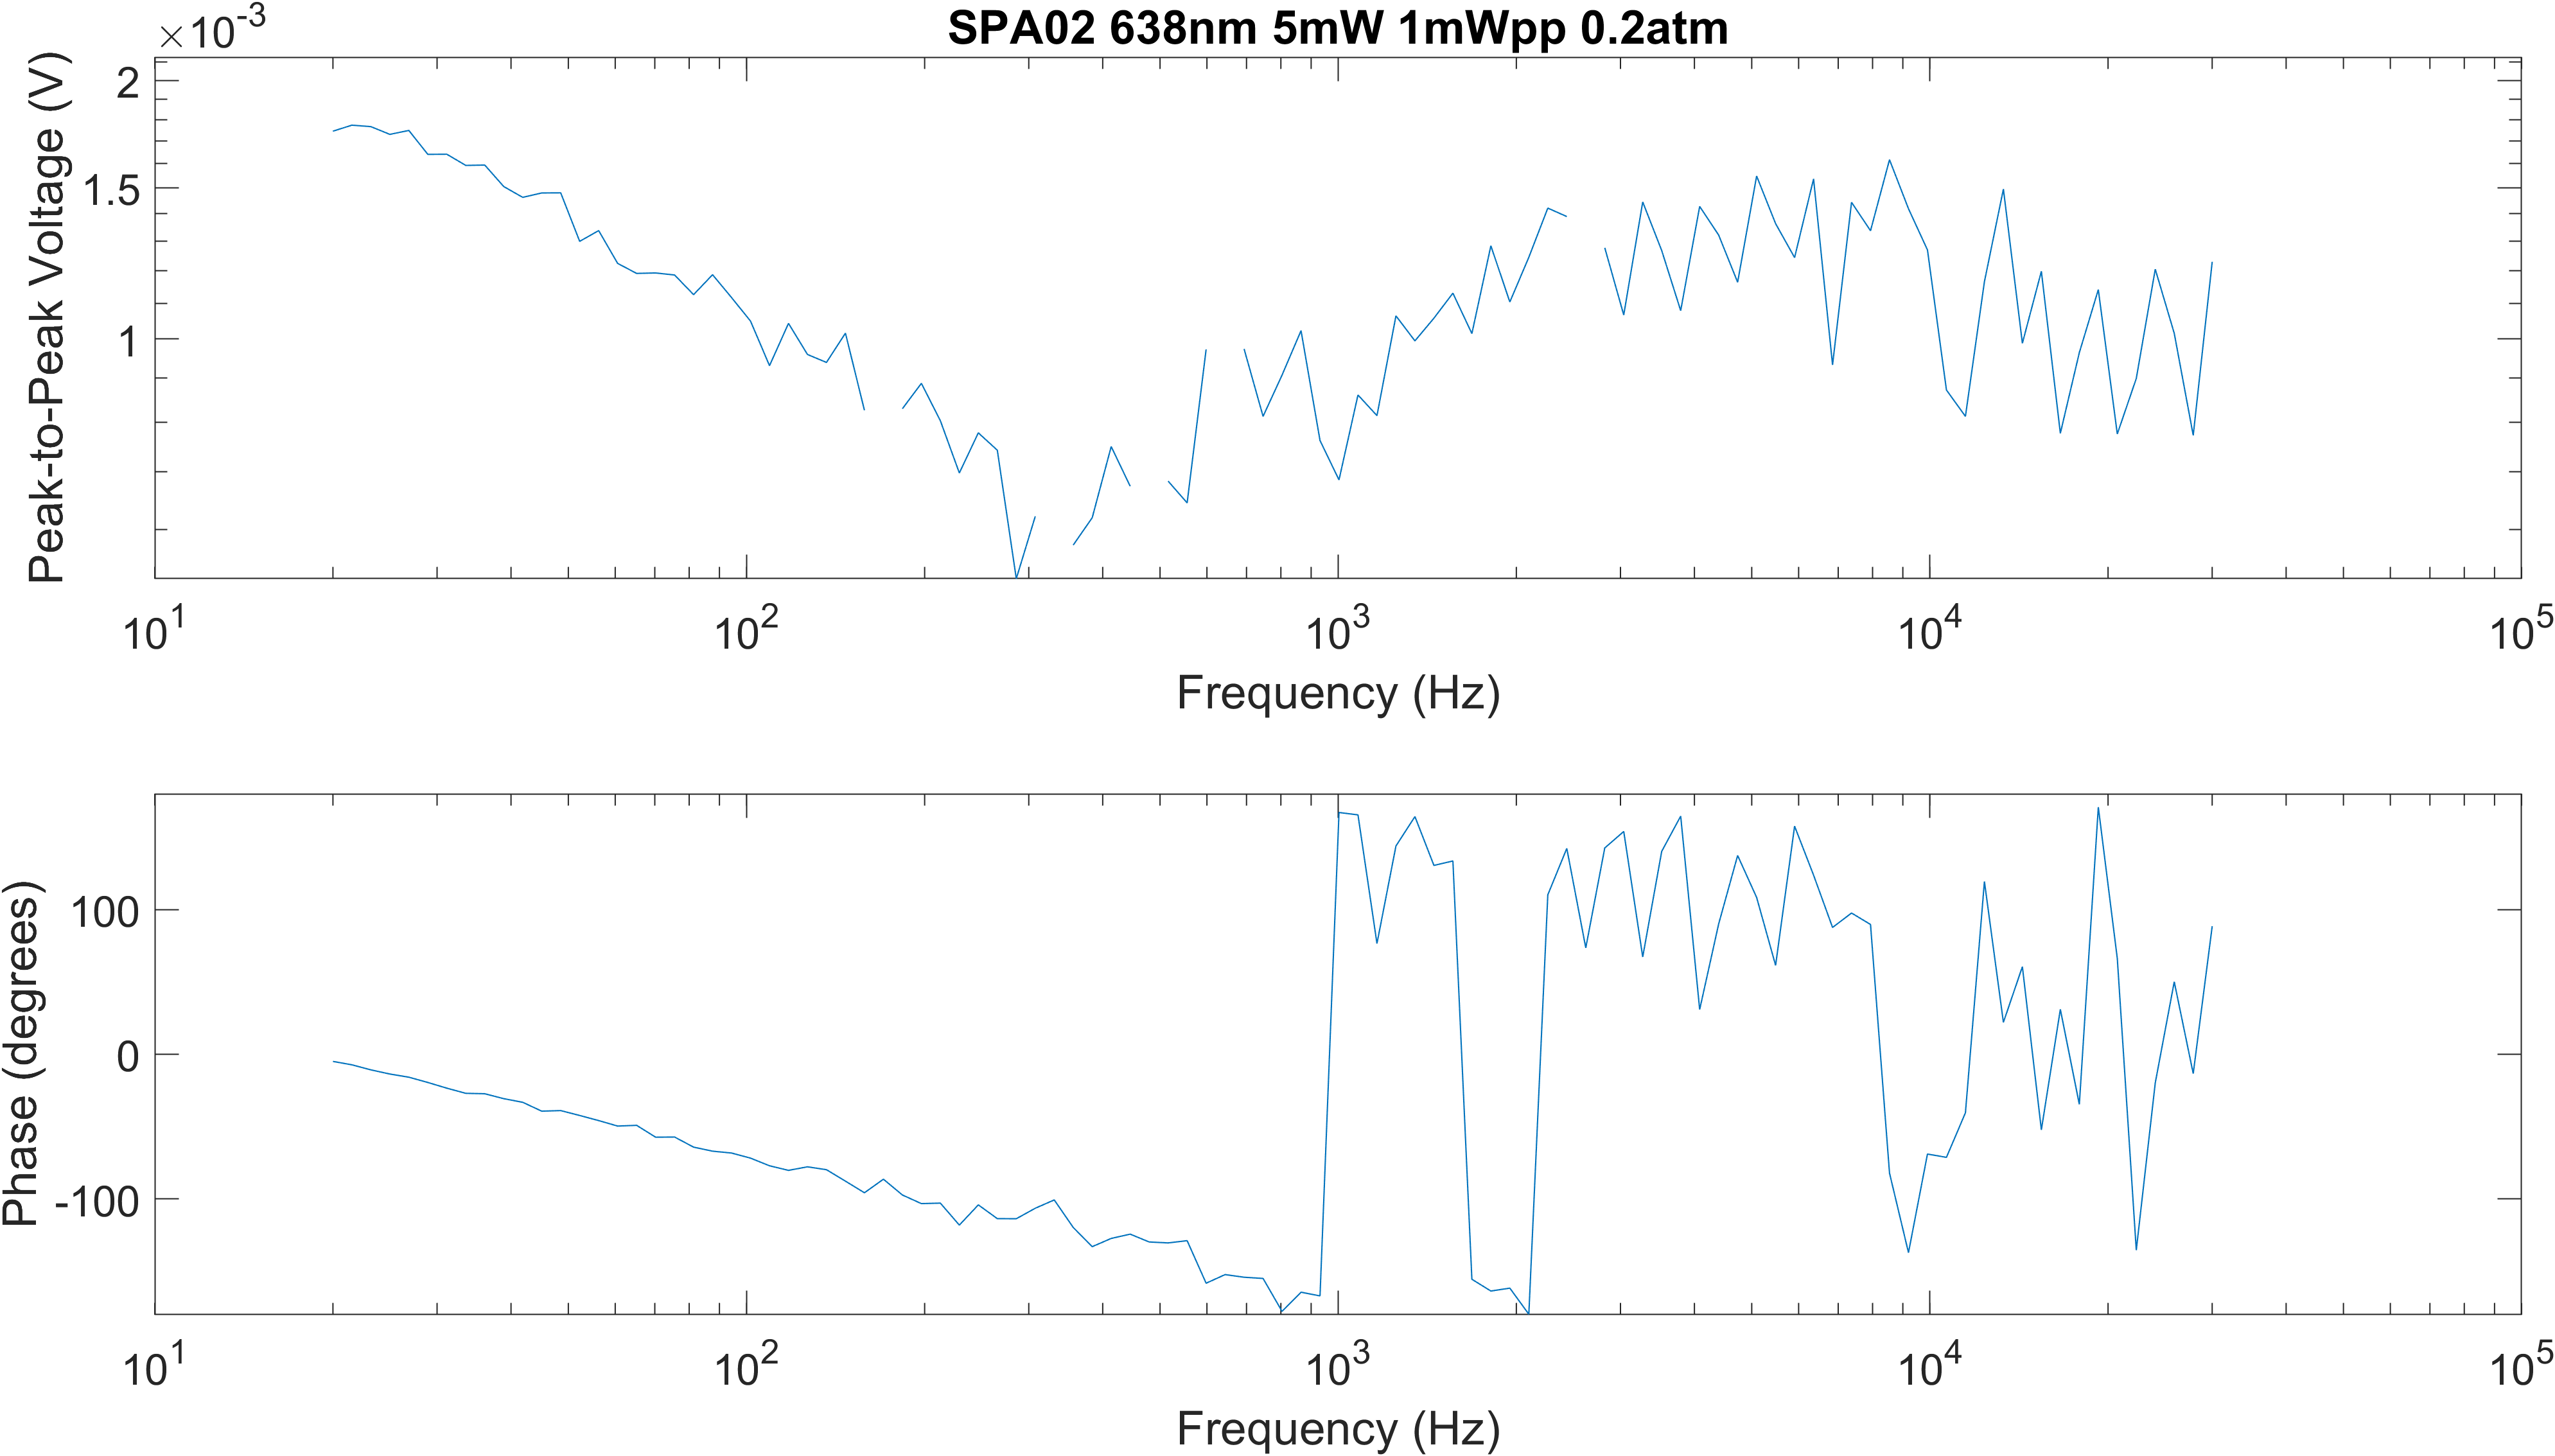 SPA02 638nm 5mW 1mWpp 0.2atm
×10⁻³
Peak-to-Peak Voltage (V)
2
1.5
1
10¹ 10² 10³ 10⁴ 10⁵
Frequency (Hz)
Phase (degrees)
100
0
-100
10¹ 10² 10³ 10⁴ 10⁵
Frequency (Hz)